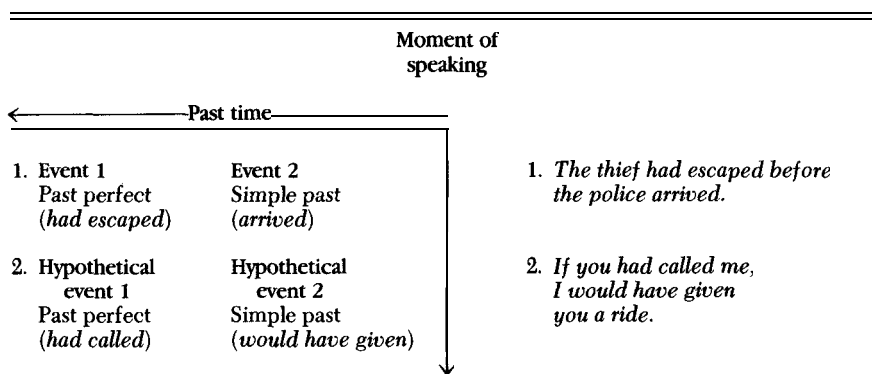 Moment of
speaking
Past time
1. Event 1 Event 2 1. The thief had escaped before
Past perfect Simple past the police arrived.
(had escaped) (arrived)
2. Hypothetical Hypothetical 2. If you had called me,
event 1 event 2 I would have given
Past perfect Simple past you a ride.
(had called) (would have given)